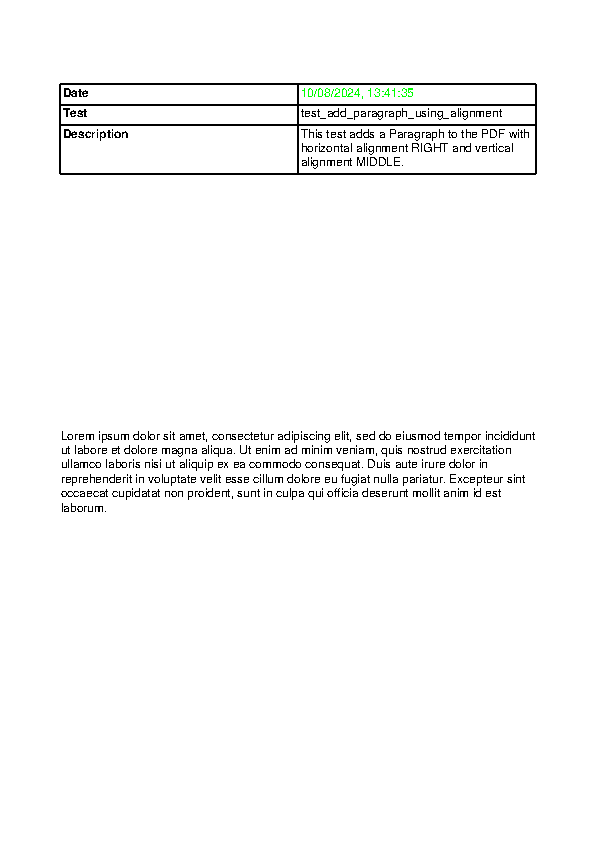 Date 10/08/2024, 13:41:35
Test test_add_paragraph_using_alignment
Description This test adds a Paragraph to the PDF with
horizontal alignment RIGHT and vertical
alignment MIDDLE.
Lorem ipsum dolor sit amet, consectetur adipiscing elit, sed do eiusmod tempor incididunt
ut labore et dolore magna aliqua. Ut enim ad minim veniam, quis nostrud exercitation
ullamco laboris nisi ut aliquip ex ea commodo consequat. Duis aute irure dolor in
reprehenderit in voluptate velit esse cillum dolore eu fugiat nulla pariatur. Excepteur sint
occaecat cupidatat non proident, sunt in culpa qui officia deserunt mollit anim id est
laborum.